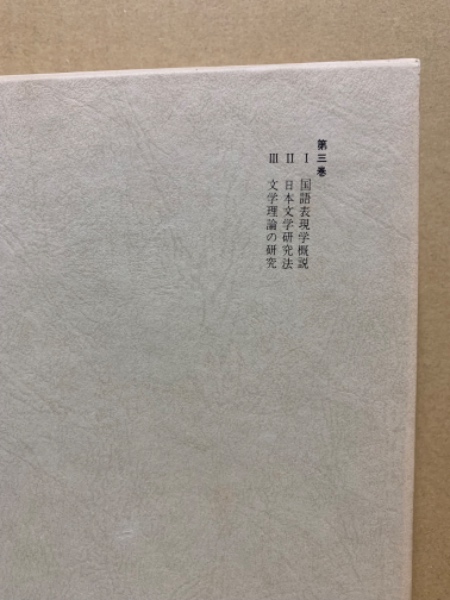 第三巻
Ⅰ 国語表現学概説
Ⅱ 日本文学研究法
Ⅲ 文学理論の研究